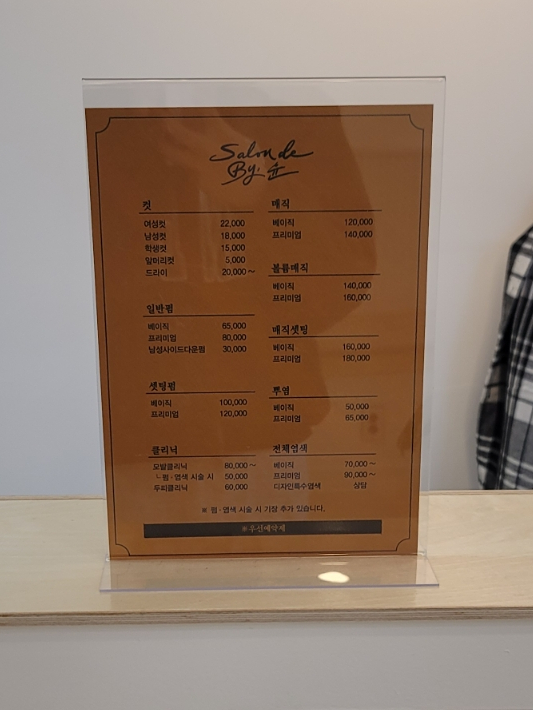 Salon de
By. 윤
컷
여성컷 22,000
남성컷 18,000
학생컷 15,000
앞머리컷 5,000
드라이 20,000~
일반펌
베이직 65,000
프리미엄 80,000
남성사이드다운펌 30,000
셋팅펌
베이직 100,000
프리미엄 120,000
클리닉
모발클리닉 80,000~
ㄴ펌·염색 시술 시 50,000
두피클리닉 60,000
매직
베이직 120,000
프리미엄 140,000
볼륨매직
베이직 140,000
프리미엄 160,000
매직셋팅
베이직 160,000
프리미엄 180,000
뿌염
베이직 50,000
프리미엄 65,000
전체염색
베이직 70,000~
프리미엄 90,000~
디자인특수염색 상담
※ 펌·염색 시술 시 기장 추가 있습니다.
※우선예약제